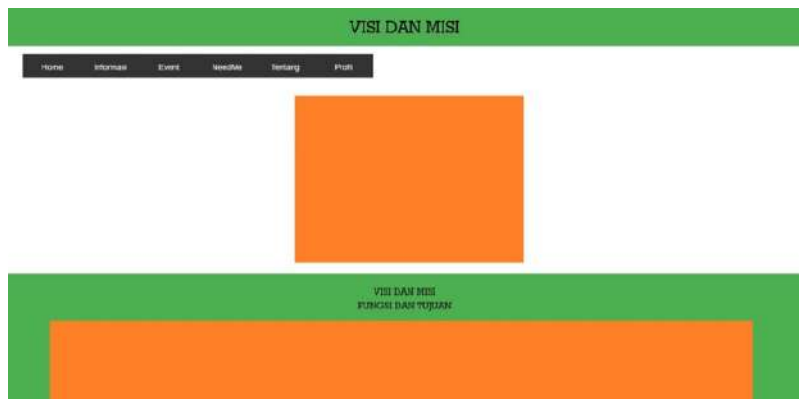 VISI DAN MISI
Home Informasi Event NeedMe Tentang Profil
VISI DAN MISI
FUNGSI DAN TUJUAN